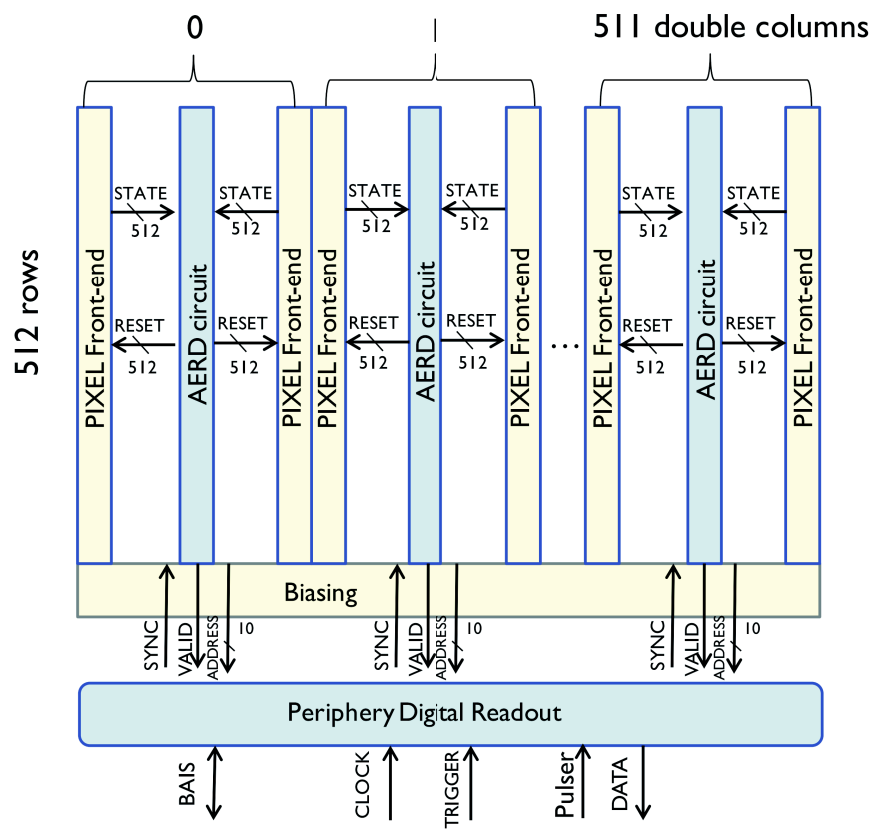 0
1
511 double columns
512 rows
PIXEL Front-end
STATE
512
RESET
512
AERD circuit
STATE
512
RESET
512
PIXEL Front-end
PIXEL Front-end
STATE
512
RESET
512
AERD circuit
STATE
512
RESET
512
PIXEL Front-end
...
PIXEL Front-end
STATE
512
RESET
512
AERD circuit
STATE
512
RESET
512
PIXEL Front-end
Biasing
SYNC
VALID
ADDRESS
10
SYNC
VALID
ADDRESS
10
SYNC
VALID
ADDRESS
10
Periphery Digital Readout
BAIS
CLOCK
TRIGGER
Pulser
DATA